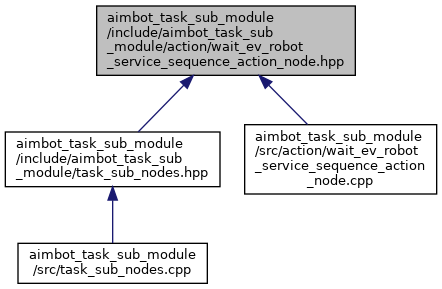 aimbot_task_sub_module
/include/aimbot_task_sub
_module/action/wait_ev_robot
_service_sequence_action_node.hpp
aimbot_task_sub_module
/include/aimbot_task_sub
_module/task_sub_nodes.hpp
aimbot_task_sub_module
/src/action/wait_ev_robot
_service_sequence_action
_node.cpp
aimbot_task_sub_module
/src/task_sub_nodes.cpp